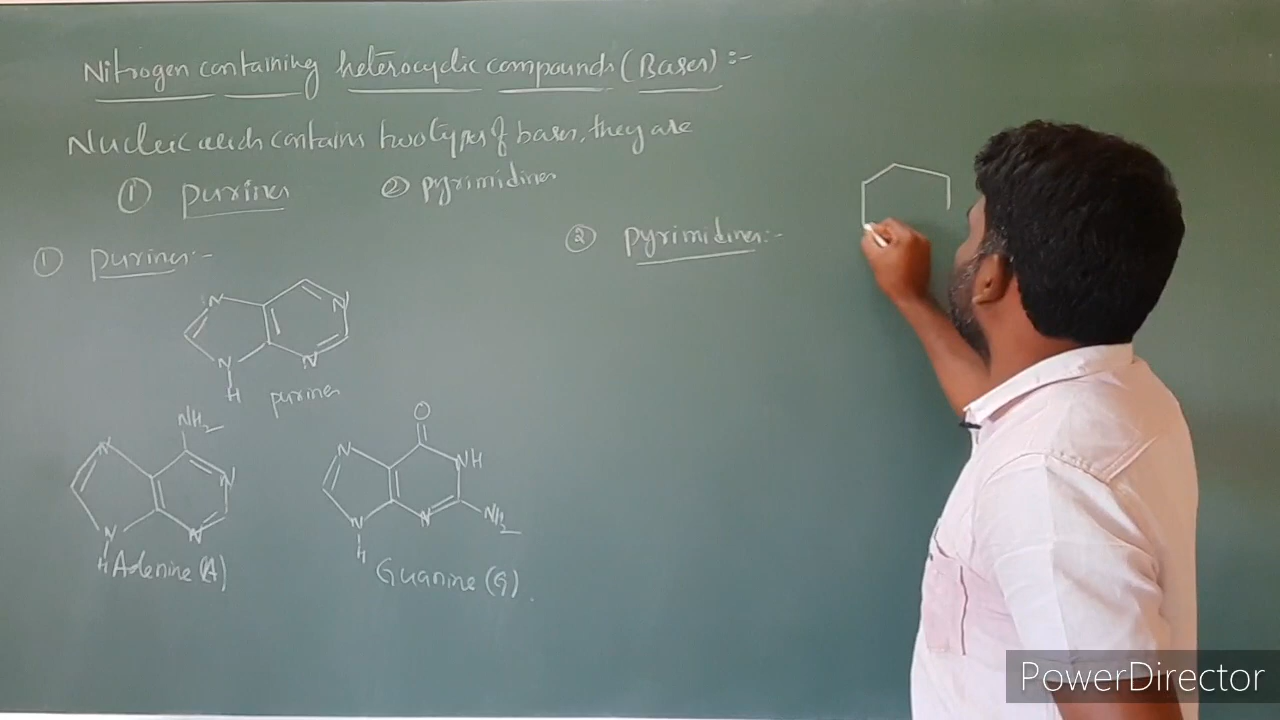 Nitrogen containing heterocyclic compounds (Bases) :-
Nucleic acids contains two types of bases, they are
① purines ② pyrimidines
① purines:-
② pyrimidines:-
N
N
N
N
H
purines
NH2
N
N
N
N
H
Adenine (A)
O
N
NH
N
N
NH2
H
Guanine (G).
PowerDirector